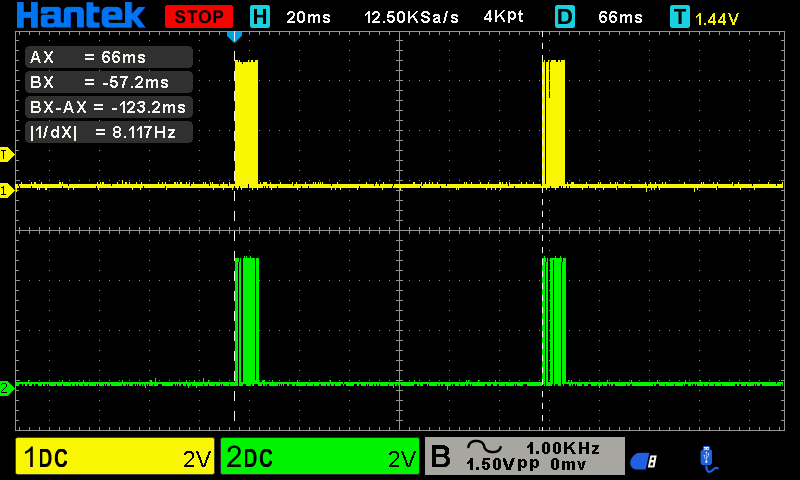 Hantek STOP H 20ms 12.50KSa/s 4Kpt D 66ms T 1.44V
AX = 66ms
BX = -57.2ms
BX-AX = -123.2ms
|1/dX| = 8.117Hz
T
1
2
1DC 2V 2DC 2V B 1.00KHz
1.50Vpp 0mv
8